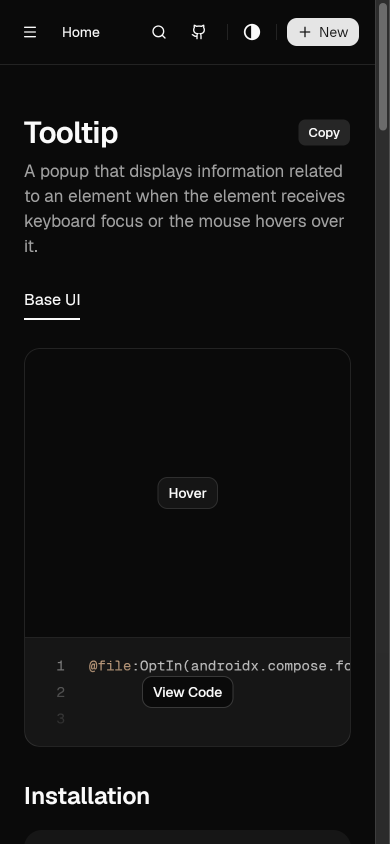 Home
New
Tooltip
Copy
A popup that displays information related
to an element when the element receives
keyboard focus or the mouse hovers over
it.
Base UI
Hover
1 @file:OptIn(androidx.compose.fo
2
View Code
3
Installation